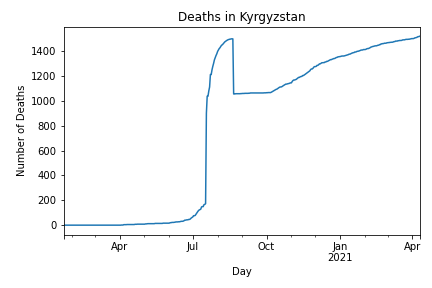 Deaths in Kyrgyzstan
Number of Deaths
1400
1200
1000
800
600
400
200
0
Apr
Jul
Oct
Jan
2021
Apr
Day